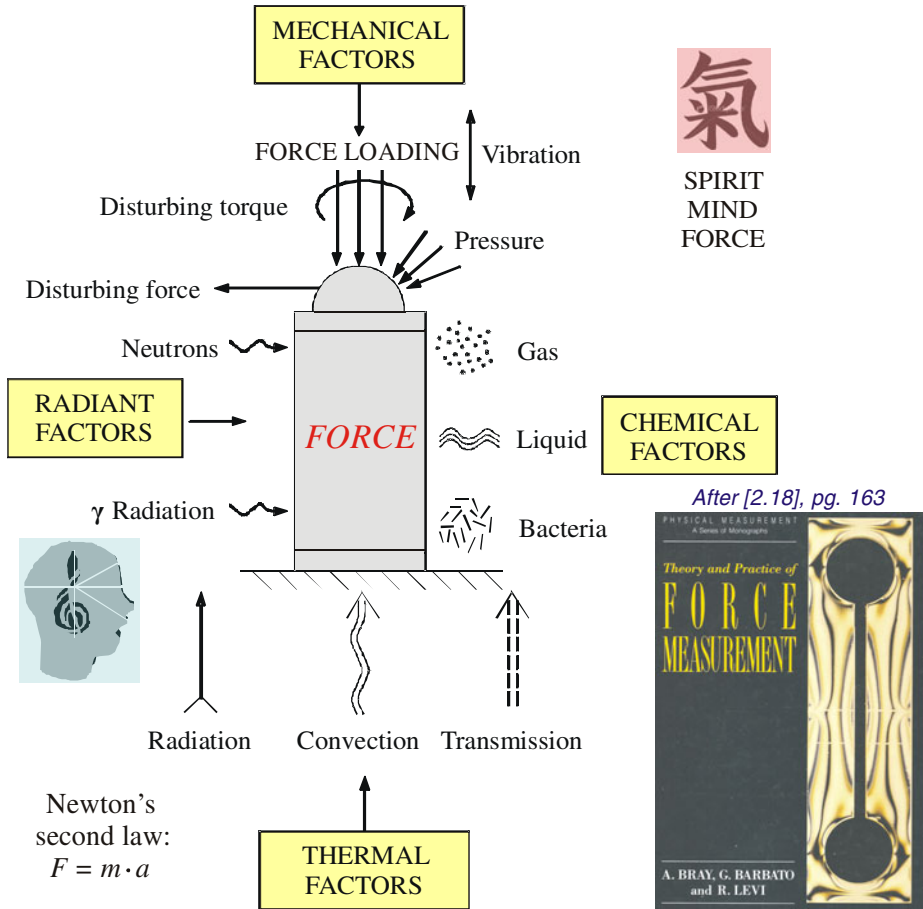 MECHANICAL
FACTORS
氣
SPIRIT
MIND
FORCE
FORCE LOADING
Vibration
Disturbing torque
Pressure
Disturbing force
Neutrons
Gas
RADIANT
FACTORS
FORCE
Liquid
CHEMICAL
FACTORS
γ Radiation
Bacteria
After [2.18], pg. 163
PHYSICAL MEASUREMENT
A Series of Monographs
Theory and Practice of
FORCE
MEASUREMENT
A. BRAY, G. BARBATO
and R. LEVI
Radiation
Convection
Transmission
Newton's
second law:
F = m · a
THERMAL
FACTORS